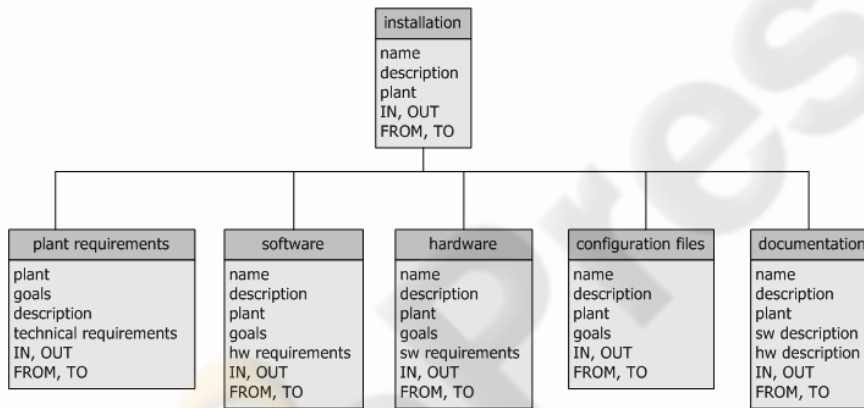 installation
name
description
plant
IN, OUT
FROM, TO
plant requirements
plant
goals
description
technical requirements
IN, OUT
FROM, TO
software
name
description
plant
goals
hw requirements
IN, OUT
FROM, TO
hardware
name
description
plant
goals
sw requirements
IN, OUT
FROM, TO
configuration files
name
description
plant
goals
IN, OUT
FROM, TO
documentation
name
description
plant
sw description
hw description
IN, OUT
FROM, TO